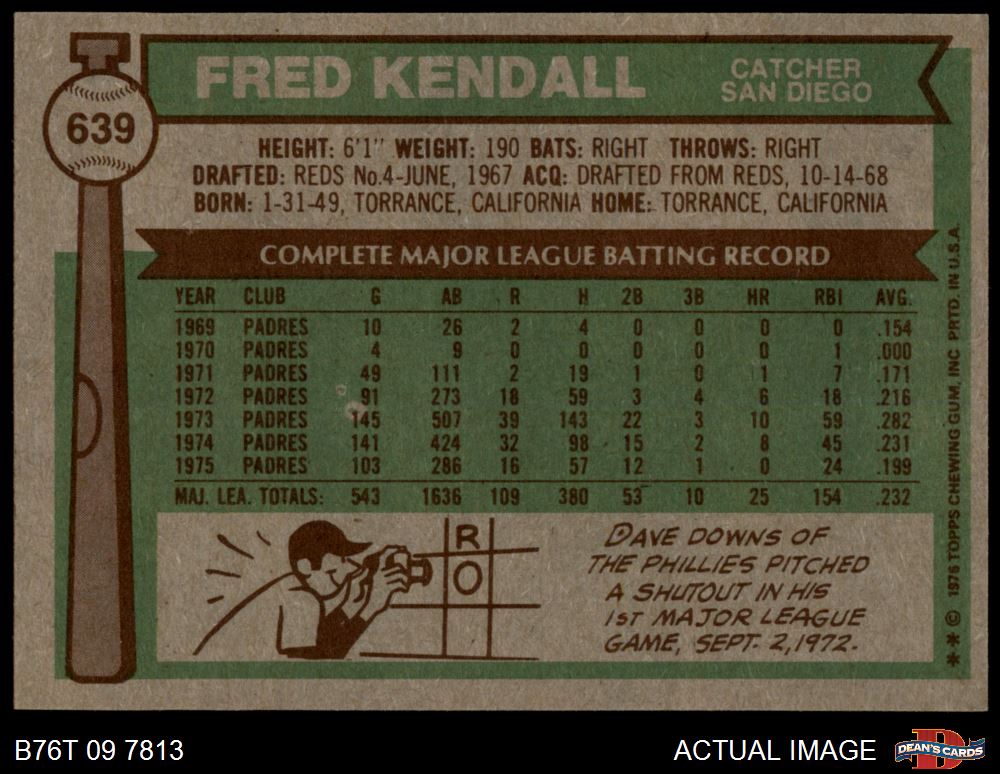 639
FRED KENDALL
CATCHER
SAN DIEGO
HEIGHT: 6'1" WEIGHT: 190 BATS: RIGHT THROWS: RIGHT
DRAFTED: REDS No.4-JUNE, 1967 ACQ: DRAFTED FROM REDS, 10-14-68
BORN: 1-31-49, TORRANCE, CALIFORNIA HOME: TORRANCE, CALIFORNIA
COMPLETE MAJOR LEAGUE BATTING RECORD
YEAR CLUB G AB R H 2B 3B HR RBI AVG.
1969 PADRES 10 26 2 4 0 0 0 0 .154
1970 PADRES 4 9 0 0 0 0 0 1 .000
1971 PADRES 49 111 2 19 1 0 1 7 .171
1972 PADRES 91 273 18 59 3 4 6 18 .216
1973 PADRES 145 507 39 143 22 3 10 59 .282
1974 PADRES 141 424 32 98 15 2 8 45 .231
1975 PADRES 103 286 16 57 12 1 0 24 .199
MAJ. LEA. TOTALS: 543 1636 109 380 53 10 25 154 .232
R
O
DAVE DOWNS OF
THE PHILLIES PITCHED
A SHUTOUT IN HIS
1ST MAJOR LEAGUE
GAME, SEPT. 2, 1972.
* * © 1976 TOPPS CHEWING GUM, INC PRTD. IN U.S.A.
B76T 09 7813
ACTUAL IMAGE
D
DEAN'S CARDS